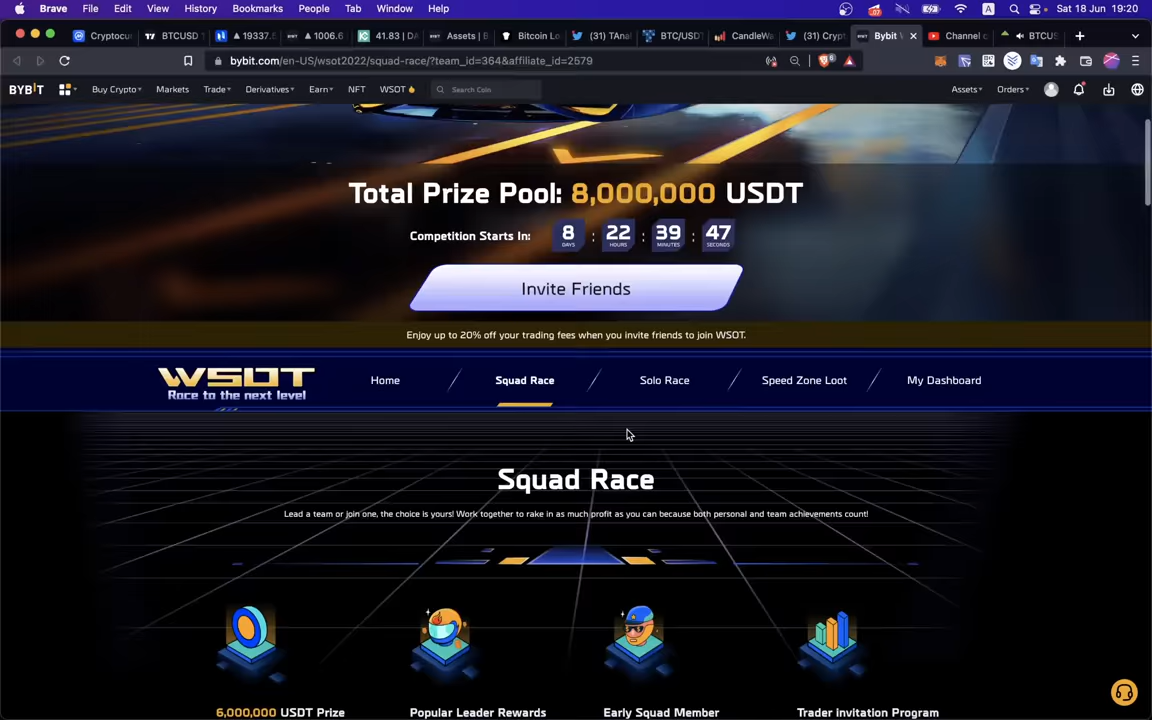 Brave File Edit View History Bookmarks People Tab Window Help Sat 18 Jun 19:20
Cryptocu BTCUSD 19337.5 1006.6 41.83 | DA Assets | B Bitcoin Lo (31) TAnal BTC/USDT CandleWa (31) Crypt Bybit Channel c BTCUS
bybit.com/en-US/wsot2022/squad-race/?team_id=364&affiliate_id=2579
BYBIT Buy Crypto Markets Trade Derivatives Earn NFT WSOT Search Coin Assets Orders
Total Prize Pool: 8,000,000 USDT
Competition Starts In: 8 : 22 : 39 : 47
DAYS HOURS MINUTES SECONDS
Invite Friends
Enjoy up to 20% off your trading fees when you invite friends to join WSOT.
WSOT
Race to the next level
Home Squad Race Solo Race Speed Zone Loot My Dashboard
Squad Race
Lead a team or join one, the choice is yours! Work together to rake in as much profit as you can because both personal and team achievements count!
6,000,000 USDT Prize Popular Leader Rewards Early Squad Member Trader invitation Program